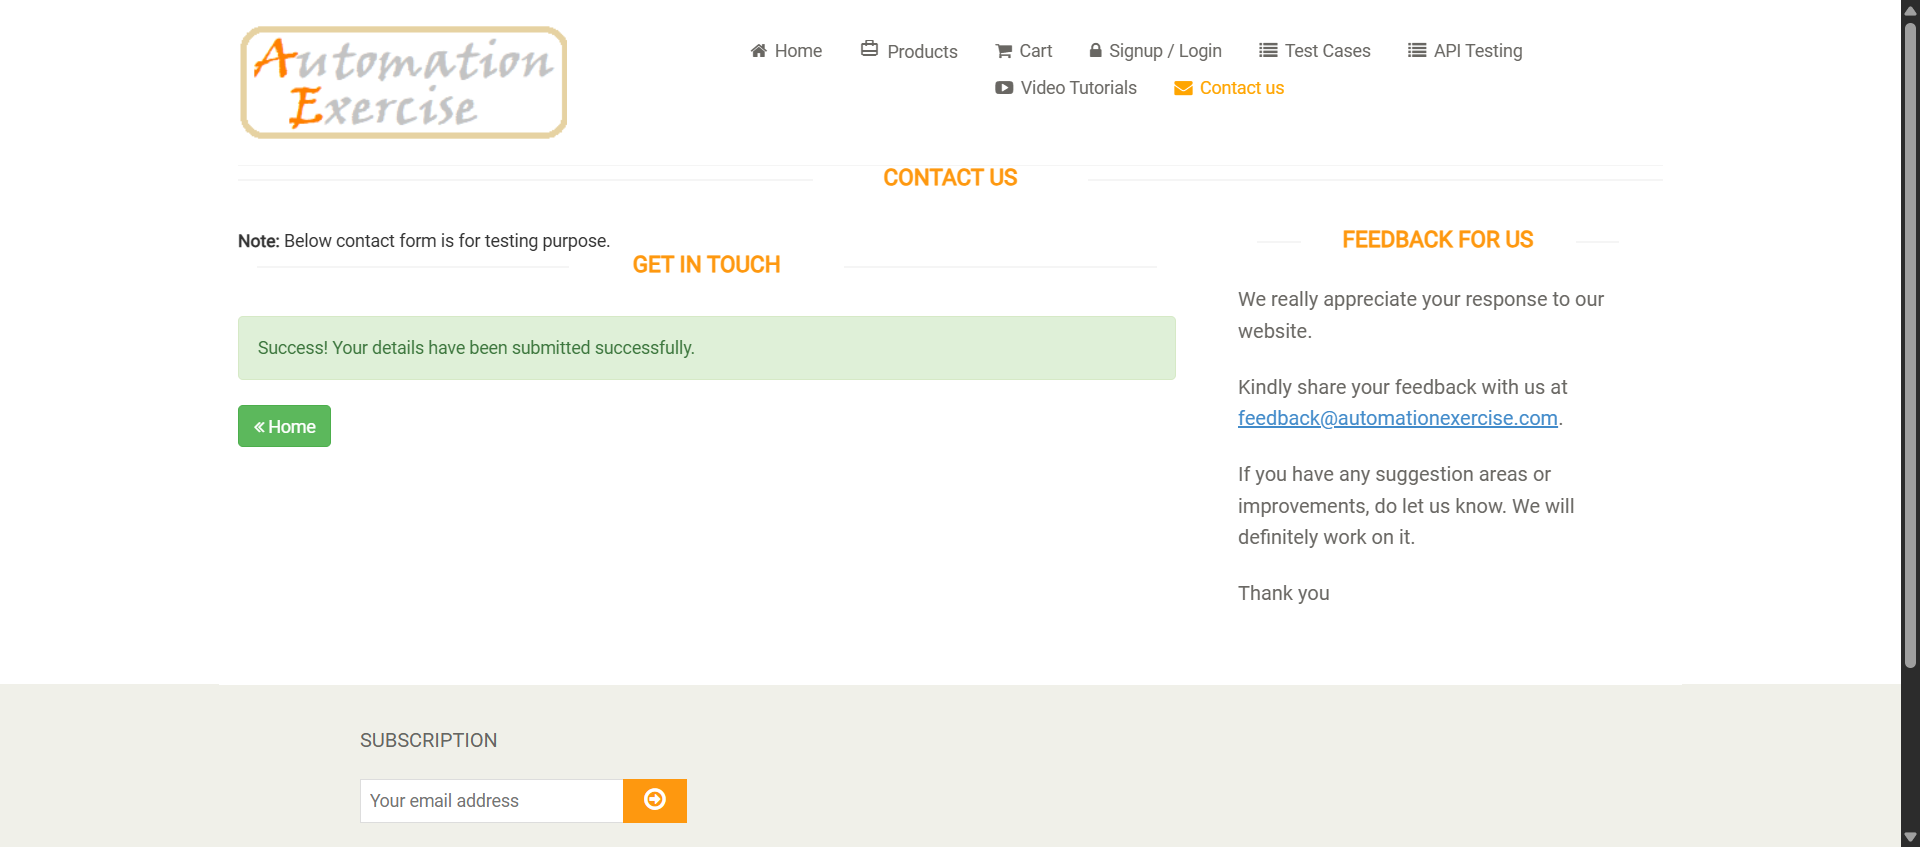 Automation
Exercise
Home
Products
Cart
Signup / Login
Test Cases
API Testing
Video Tutorials
Contact us
CONTACT US
Note: Below contact form is for testing purpose.
GET IN TOUCH
Success! Your details have been submitted successfully.
« Home
FEEDBACK FOR US
We really appreciate your response to our
website.
Kindly share your feedback with us at
feedback@automationexercise.com.
If you have any suggestion areas or
improvements, do let us know. We will
definitely work on it.
Thank you
SUBSCRIPTION
Your email address